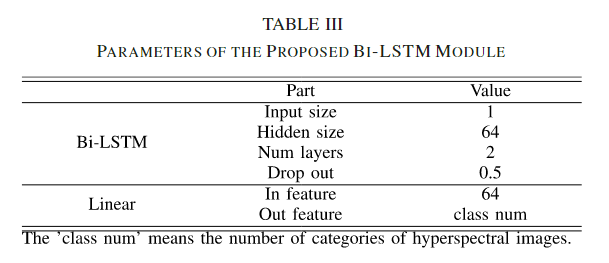 TABLE III
PARAMETERS OF THE PROPOSED BI-LSTM MODULE
Part Value
Bi-LSTM
Input size 1
Hidden size 64
Num layers 2
Drop out 0.5
Linear
In feature 64
Out feature class num
The 'class num' means the number of categories of hyperspectral images.